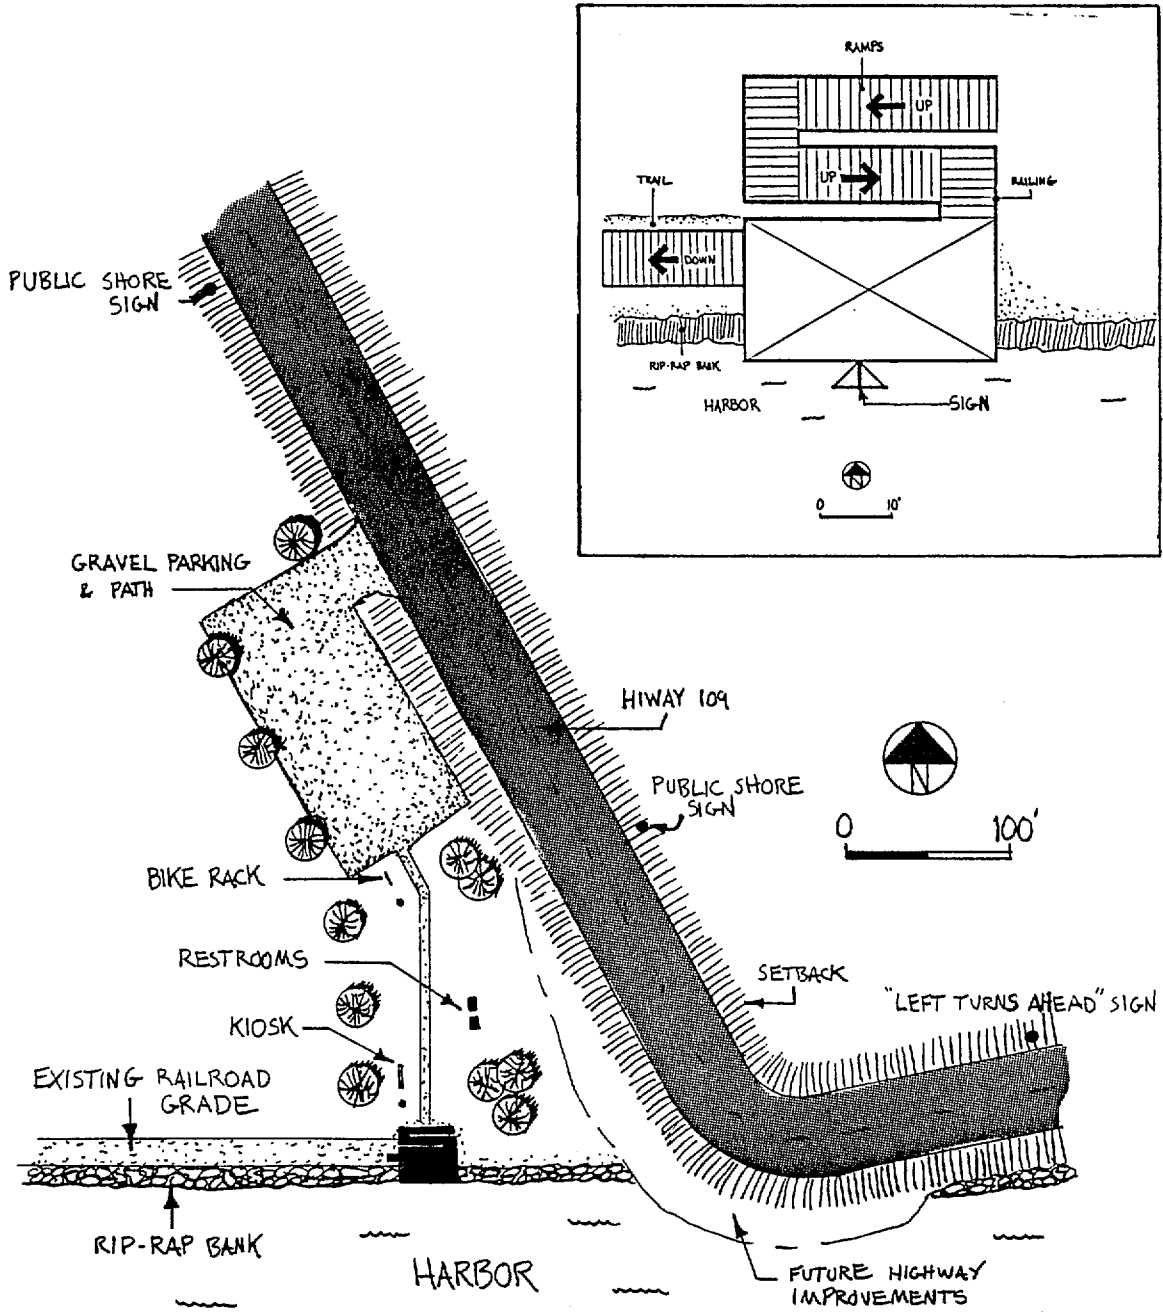 RAMPS
UP
UP
TRAIL
RAILING
DOWN
RIP-RAP BANK
HARBOR
SIGN
N
0 10'
PUBLIC SHORE
SIGN
GRAVEL PARKING
& PATH
HIWAY 109
PUBLIC SHORE
SIGN
N
0 100'
BIKE RACK
RESTROOMS
SETBACK
"LEFT TURNS AHEAD" SIGN
KIOSK
EXISTING RAILROAD
GRADE
RIP-RAP BANK
HARBOR
FUTURE HIGHWAY
IMPROVEMENTS